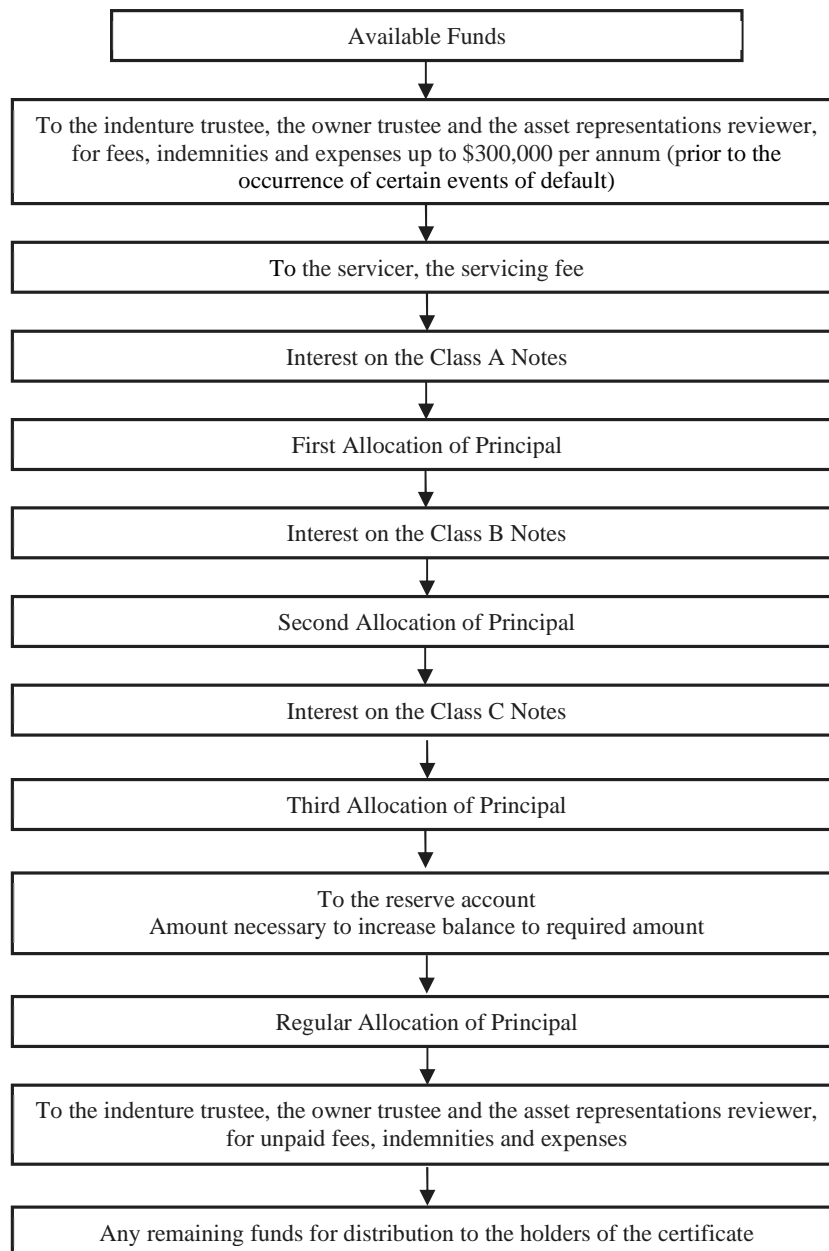 Available Funds
To the indenture trustee, the owner trustee and the asset representations reviewer,
for fees, indemnities and expenses up to $300,000 per annum (prior to the
occurrence of certain events of default)
To the servicer, the servicing fee
Interest on the Class A Notes
First Allocation of Principal
Interest on the Class B Notes
Second Allocation of Principal
Interest on the Class C Notes
Third Allocation of Principal
To the reserve account
Amount necessary to increase balance to required amount
Regular Allocation of Principal
To the indenture trustee, the owner trustee and the asset representations reviewer,
for unpaid fees, indemnities and expenses
Any remaining funds for distribution to the holders of the certificate